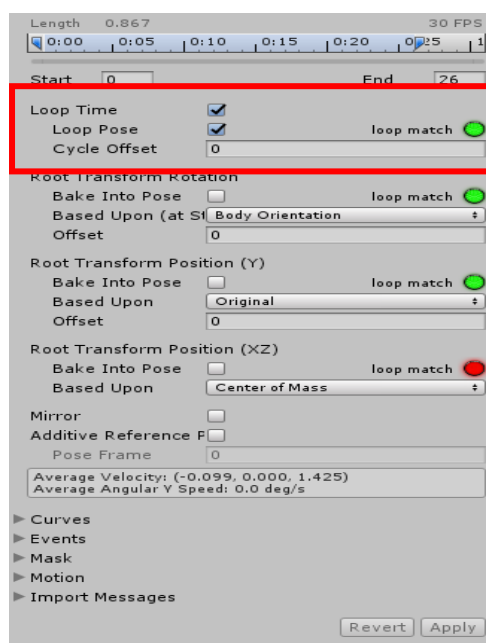 Length 0.867 30 FPS
0:00 0:05 0:10 0:15 0:20 0:25 1
Start 0 End 26
Loop Time
Loop Pose loop match
Cycle Offset 0
Root Transform Rotation
Bake Into Pose loop match
Based Upon (at St Body Orientation
Offset 0
Root Transform Position (Y)
Bake Into Pose loop match
Based Upon Original
Offset 0
Root Transform Position (XZ)
Bake Into Pose loop match
Based Upon Center of Mass
Mirror
Additive Reference P
Pose Frame 0
Average Velocity: (-0.099, 0.000, 1.425)
Average Angular Y Speed: 0.0 deg/s
Curves
Events
Mask
Motion
Import Messages
Revert Apply